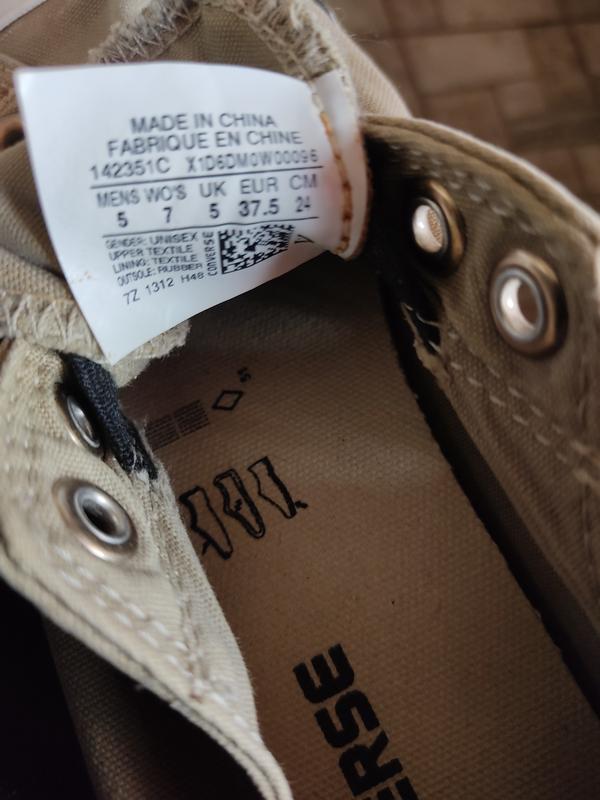 MADE IN CHINA
FABRIQUE EN CHINE
142351C X1D6DM0W00096
MENS WO'S UK EUR CM
5 7 5 37.5 24
GENDER: UNISEX
UPPER TEXTILE
LINING: TEXTILE
OUTSOLE: RUBBER
7Z 1312 H48
CONVERSE
ERSE